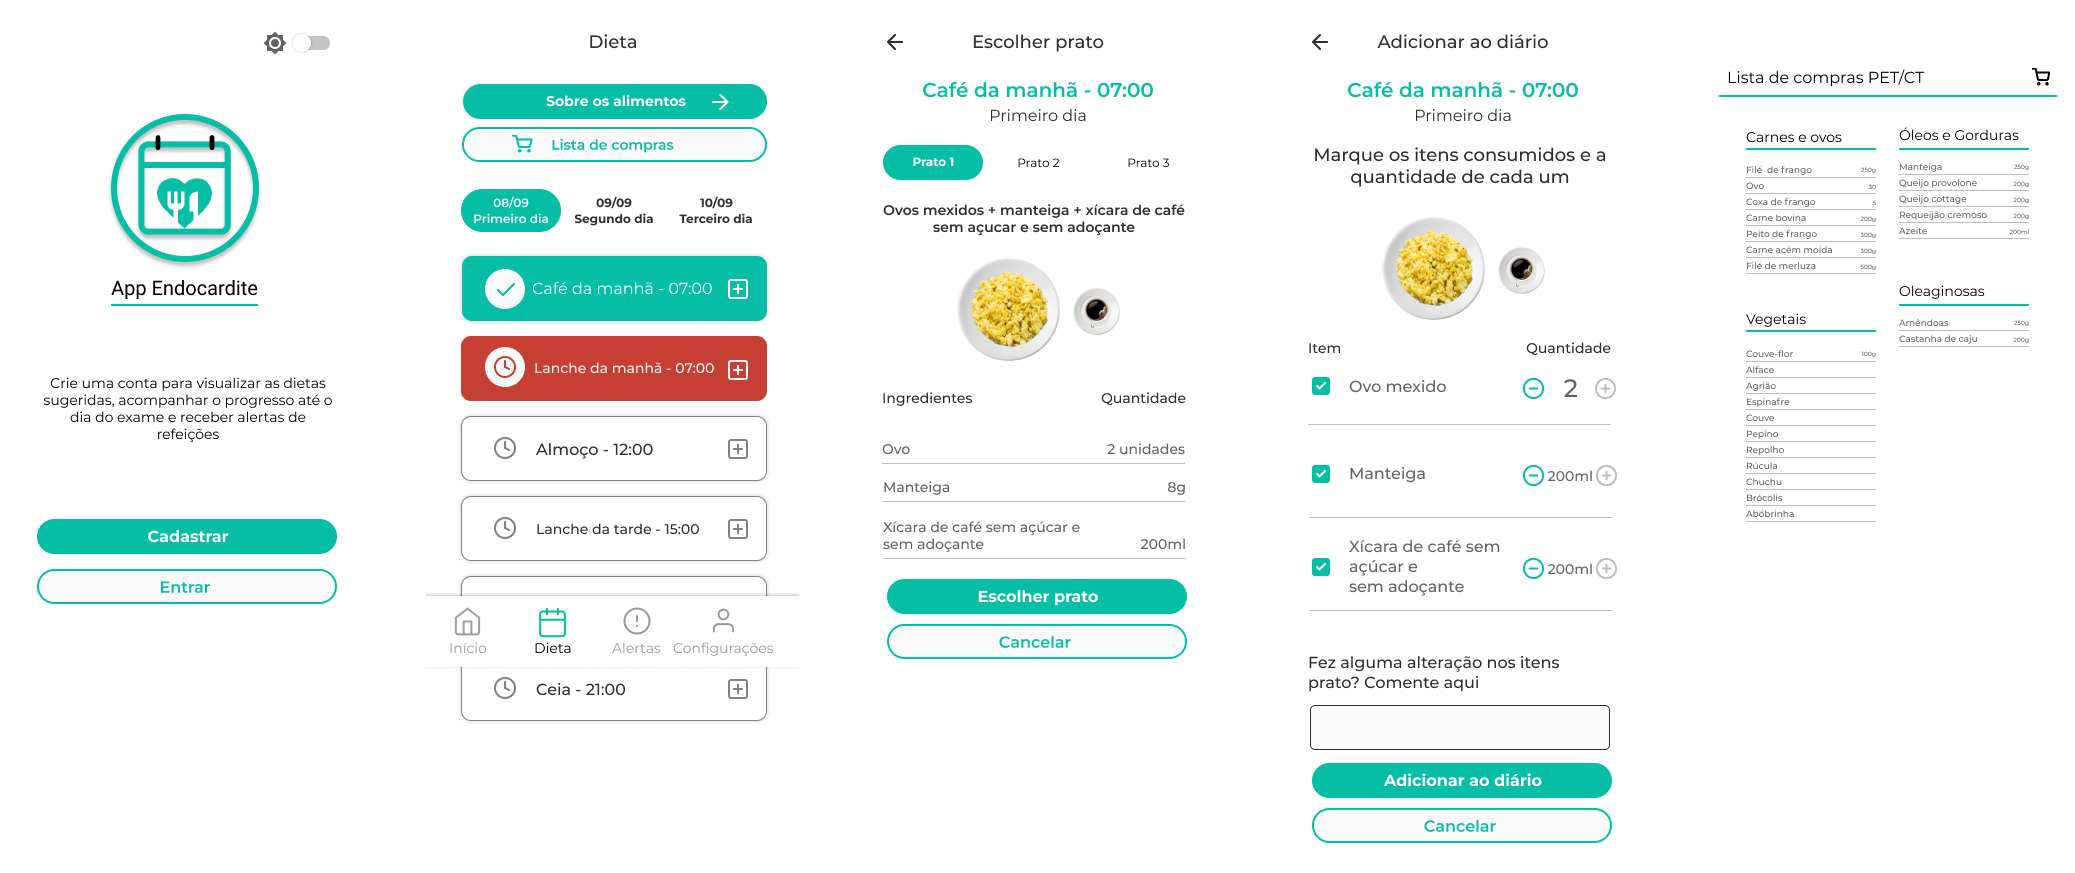 App Endocardite
Crie uma conta para visualizar as dietas
sugeridas, acompanhar o progresso até o
dia do exame e receber alertas de
refeições
Cadastrar
Entrar
Dieta
Sobre os alimentos
Lista de compras
08/09
Primeiro dia
09/09
Segundo dia
10/09
Terceiro dia
Café da manhã - 07:00
Lanche da manhã - 07:00
Almoço - 12:00
Lanche da tarde - 15:00
Início
Dieta
Alertas
Configurações
Ceia - 21:00
Escolher prato
Café da manhã - 07:00
Primeiro dia
Prato 1
Prato 2
Prato 3
Ovos mexidos + manteiga + xícara de café
sem açucar e sem adoçante
Ingredientes Quantidade
Ovo 2 unidades
Manteiga 8g
Xícara de café sem açúcar e
sem adoçante 200ml
Escolher prato
Cancelar
Adicionar ao diário
Café da manhã - 07:00
Primeiro dia
Marque os itens consumidos e a
quantidade de cada um
Item Quantidade
Ovo mexido 2
Manteiga 200ml
Xícara de café sem
açúcar e 200ml
sem adoçante
Fez alguma alteração nos itens
prato? Comente aqui
Adicionar ao diário
Cancelar
Lista de compras PET/CT
Carnes e ovos
Filé de frango 250g
Ovo 30
Coxa de frango 5
Carne bovina 200g
Peito de frango 300g
Carne acém moída 300g
Filé de merluza 500g
Vegetais
Couve-flor 100g
Alface
Agrião
Espinafre
Couve
Pepino
Repolho
Rúcula
Chuchu
Brócolis
Abóbrinha
Óleos e Gorduras
Manteiga 250g
Queijo provolone 200g
Queijo cottage 200g
Requeijão cremoso 200g
Azeite 200ml
Oleaginosas
Amêndoas 250g
Castanha de caju 200g